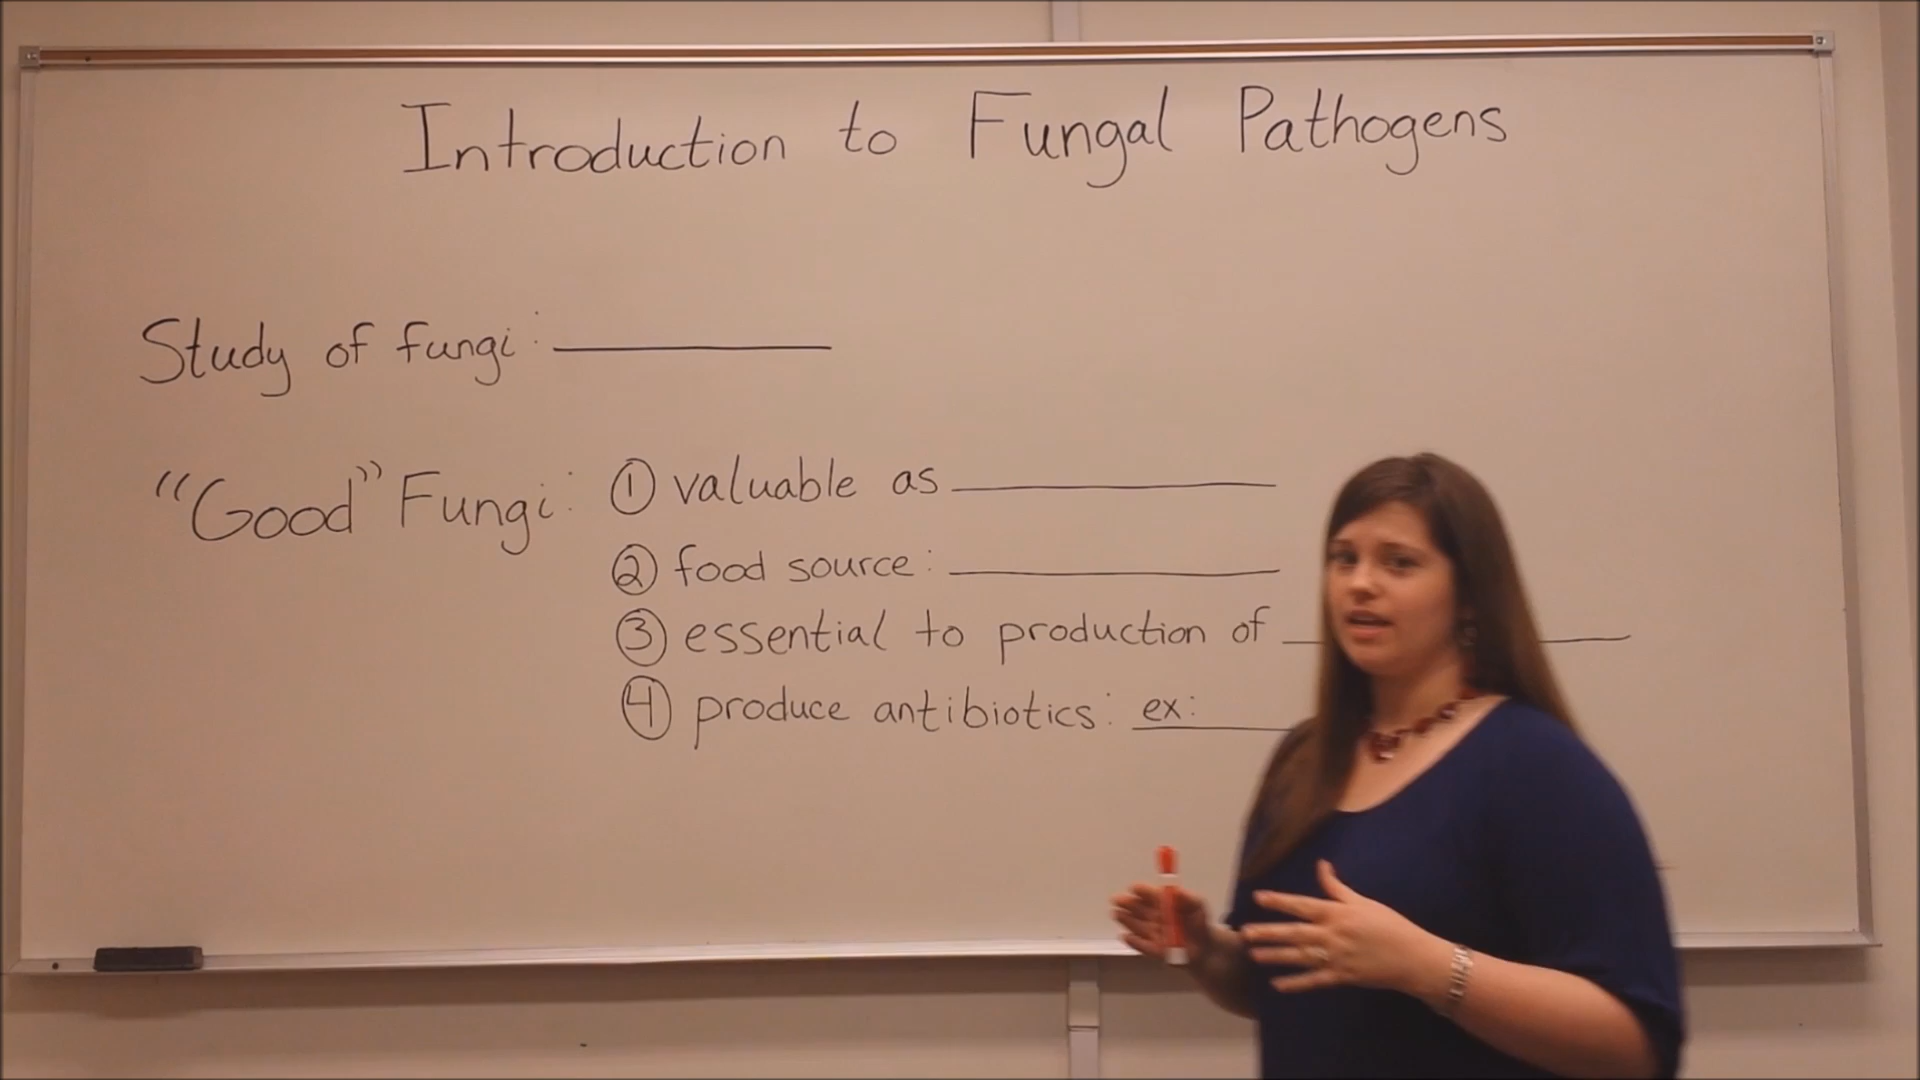 Introduction to Fungal Pathogens
Study of fungi:
"Good" Fungi: ① valuable as
② food source:
③ essential to production of
④ produce antibiotics: ex: